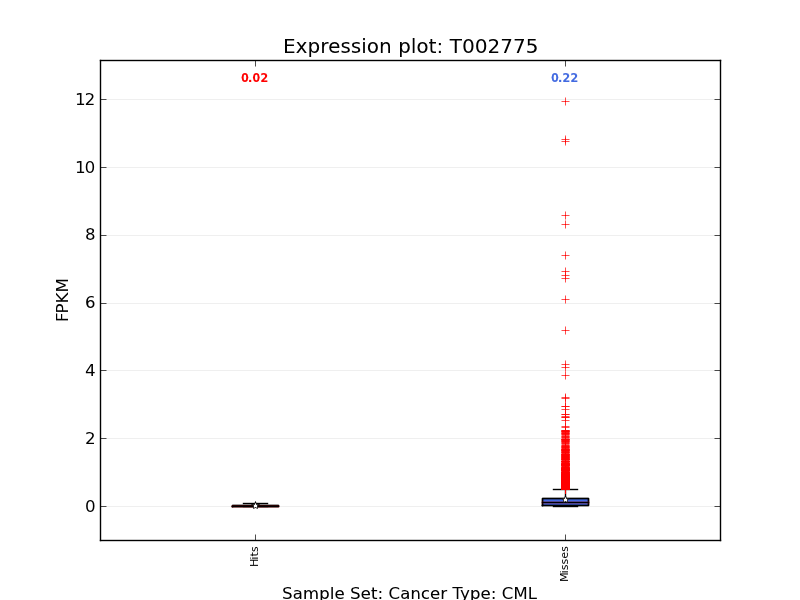 Expression plot: T002775
0.02
0.22
12
10
8
6
4
2
0
FPKM
Hits
Misses
Sample Set: Cancer Type: CML